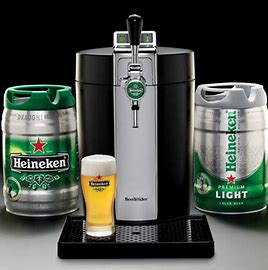 DRAUGHT
Heineken
Heineken
BeerTender
Heineken
PREMIUM
LIGHT
LAGER BEER